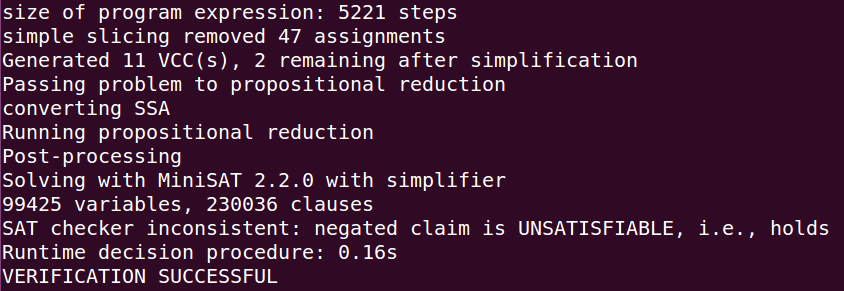 size of program expression: 5221 steps
simple slicing removed 47 assignments
Generated 11 VCC(s), 2 remaining after simplification
Passing problem to propositional reduction
converting SSA
Running propositional reduction
Post-processing
Solving with MiniSAT 2.2.0 with simplifier
99425 variables, 230036 clauses
SAT checker inconsistent: negated claim is UNSATISFIABLE, i.e., holds
Runtime decision procedure: 0.16s
VERIFICATION SUCCESSFUL